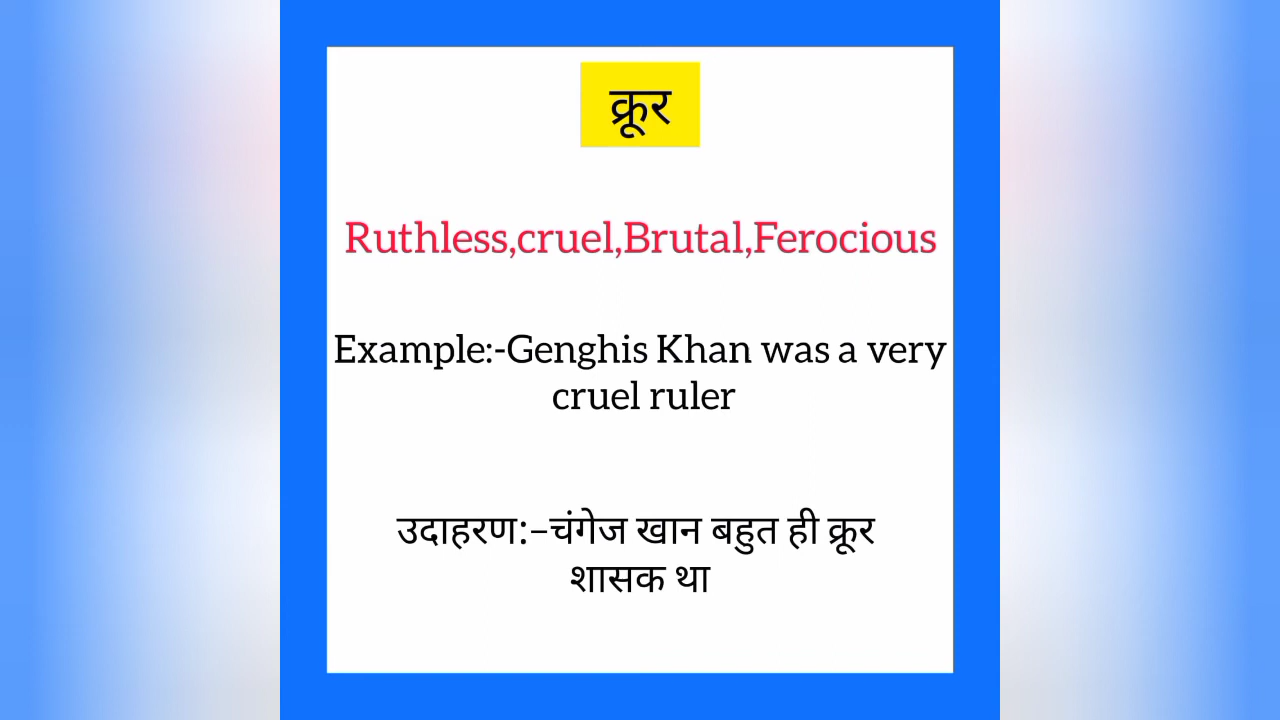 क्रूर
Ruthless,cruel,Brutal,Ferocious
Example:-Genghis Khan was a very
cruel ruler
उदाहरण:–चंगेज खान बहुत ही क्रूर
शासक था